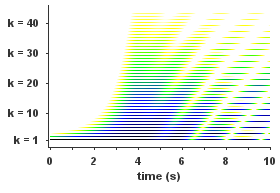 k = 40
k = 30
k = 20
k = 10
k = 1
0 2 4 6 8 10
time (s)